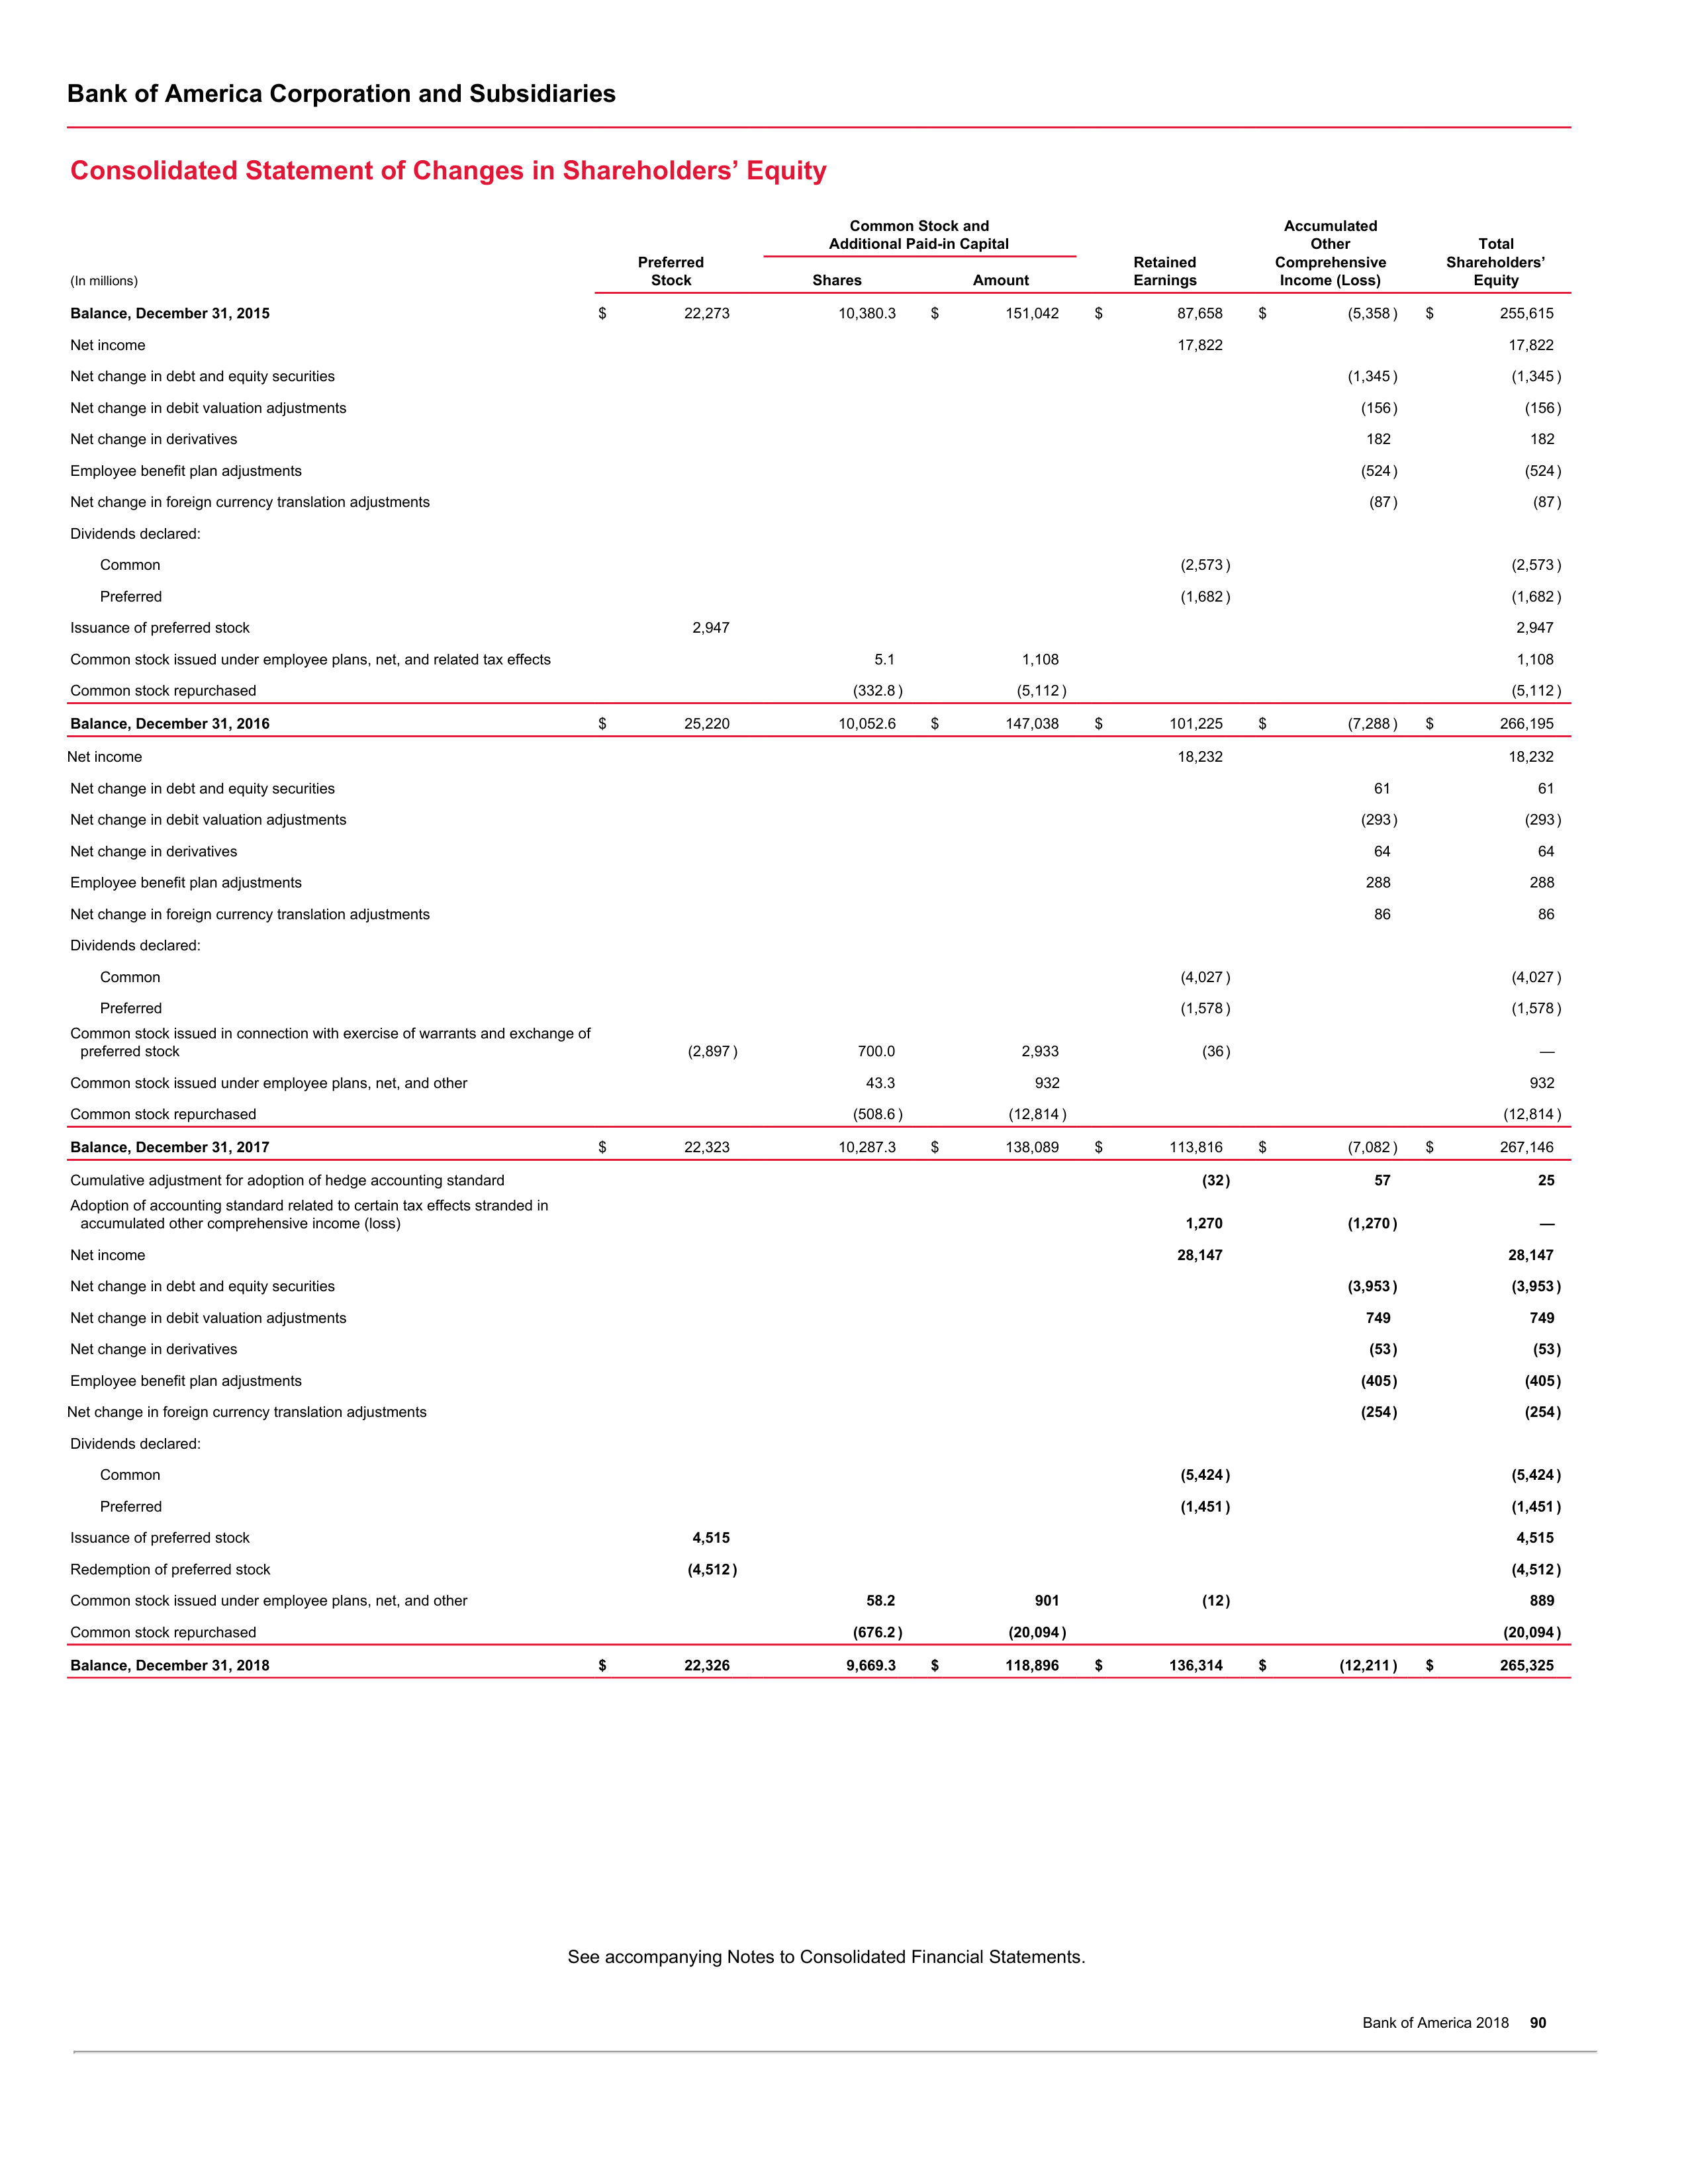 Bank of America Corporation and Subsidiaries
Consolidated Statement of Changes in Shareholders’ Equity
Common Stock and
Additional Paid-in Capital
Accumulated
Other
Comprehensive
Income (Loss)
Total
Shareholders’
Equity
(In millions) Preferred Stock Shares Amount Retained Earnings
Balance, December 31, 2015 $ 22,273 10,380.3 $ 151,042 $ 87,658 $ (5,358) $ 255,615
Net income 17,822 17,822
Net change in debt and equity securities (1,345) (1,345)
Net change in debit valuation adjustments (156) (156)
Net change in derivatives 182 182
Employee benefit plan adjustments (524) (524)
Net change in foreign currency translation adjustments (87) (87)
Dividends declared:
Common (2,573) (2,573)
Preferred (1,682) (1,682)
Issuance of preferred stock 2,947 2,947
Common stock issued under employee plans, net, and related tax effects 5.1 1,108 1,108
Common stock repurchased (332.8) (5,112) (5,112)
Balance, December 31, 2016 $ 25,220 10,052.6 $ 147,038 $ 101,225 $ (7,288) $ 266,195
Net income 18,232 18,232
Net change in debt and equity securities 61 61
Net change in debit valuation adjustments (293) (293)
Net change in derivatives 64 64
Employee benefit plan adjustments 288 288
Net change in foreign currency translation adjustments 86 86
Dividends declared:
Common (4,027) (4,027)
Preferred (1,578) (1,578)
Common stock issued in connection with exercise of warrants and exchange of
preferred stock (2,897) 700.0 2,933 (36) —
Common stock issued under employee plans, net, and other 43.3 932 932
Common stock repurchased (508.6) (12,814) (12,814)
Balance, December 31, 2017 $ 22,323 10,287.3 $ 138,089 $ 113,816 $ (7,082) $ 267,146
Cumulative adjustment for adoption of hedge accounting standard (32) 57 25
Adoption of accounting standard related to certain tax effects stranded in
accumulated other comprehensive income (loss) 1,270 (1,270) —
Net income 28,147 28,147
Net change in debt and equity securities (3,953) (3,953)
Net change in debit valuation adjustments 749 749
Net change in derivatives (53) (53)
Employee benefit plan adjustments (405) (405)
Net change in foreign currency translation adjustments (254) (254)
Dividends declared:
Common (5,424) (5,424)
Preferred (1,451) (1,451)
Issuance of preferred stock 4,515 4,515
Redemption of preferred stock (4,512) (4,512)
Common stock issued under employee plans, net, and other 58.2 901 (12) 889
Common stock repurchased (676.2) (20,094) (20,094)
Balance, December 31, 2018 $ 22,326 9,669.3 $ 118,896 $ 136,314 $ (12,211) $ 265,325
See accompanying Notes to Consolidated Financial Statements.
Bank of America 2018 90